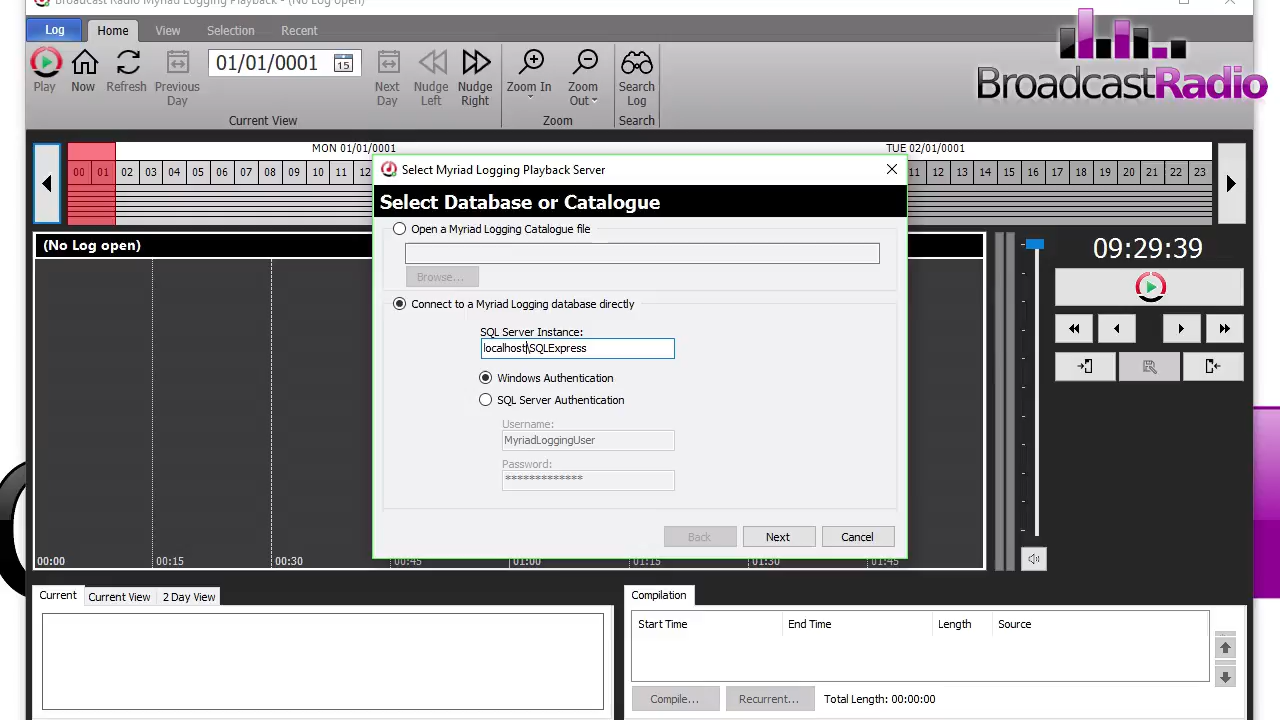 Broadcast Radio Myriad Logging Playback - (No Log open)
Log Home View Selection Recent
Play Now Refresh Previous Day 01/01/0001 15 Next Day Nudge Left Nudge Right Zoom In Zoom Out Search Log
Current View Zoom Search
BroadcastRadio
MON 01/01/0001 TUE 02/01/0001
00 01 02 03 04 05 06 07 08 09 10 11 12 11 12 13 14 15 16 17 18 19 20 21 22 23
Select Myriad Logging Playback Server
Select Database or Catalogue
Open a Myriad Logging Catalogue file
Browse...
Connect to a Myriad Logging database directly
SQL Server Instance:
localhost\SQLExpress
Windows Authentication
SQL Server Authentication
Username:
MyriadLoggingUser
Password:
*************
Back Next Cancel
(No Log open)
09:29:39
00:00 00:15 00:30 00:45 01:00 01:15 01:30 01:45
Current Current View 2 Day View
Compilation
Start Time End Time Length Source
Compile... Recurrent... Total Length: 00:00:00